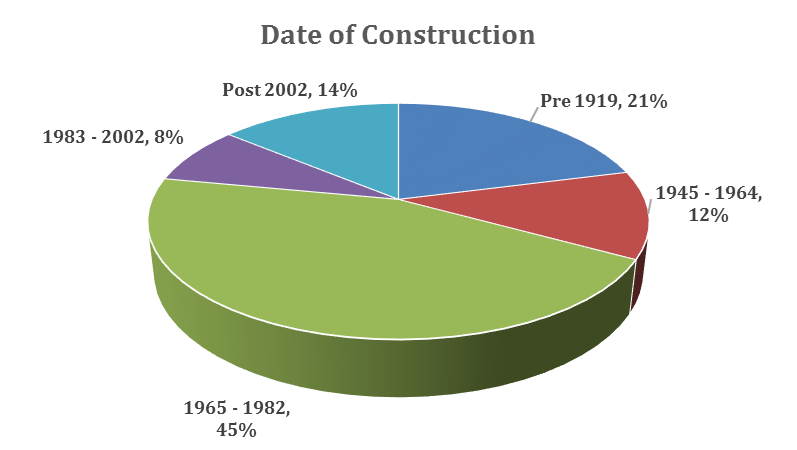 Date of Construction
Post 2002, 14%
Pre 1919, 21%
1983 - 2002, 8%
1945 - 1964,
12%
1965 - 1982,
45%